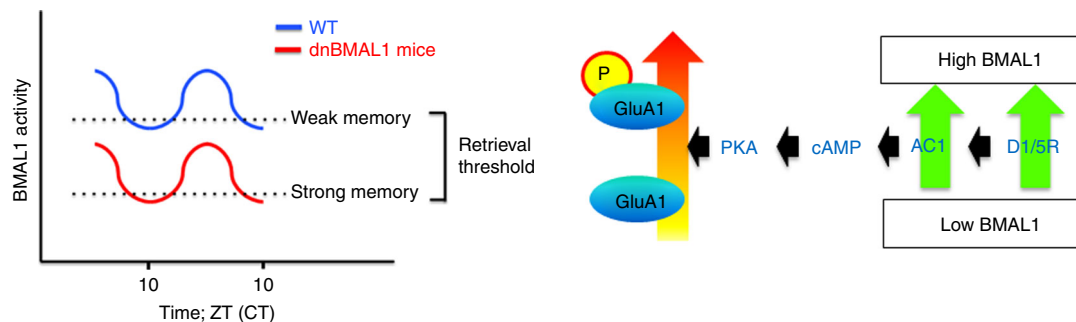 WT
dnBMAL1 mice
BMAL1 activity
Weak memory
Strong memory
Retrieval
threshold
10
10
Time; ZT (CT)
P
GluA1
GluA1
PKA
cAMP
AC1
D1/5R
High BMAL1
Low BMAL1